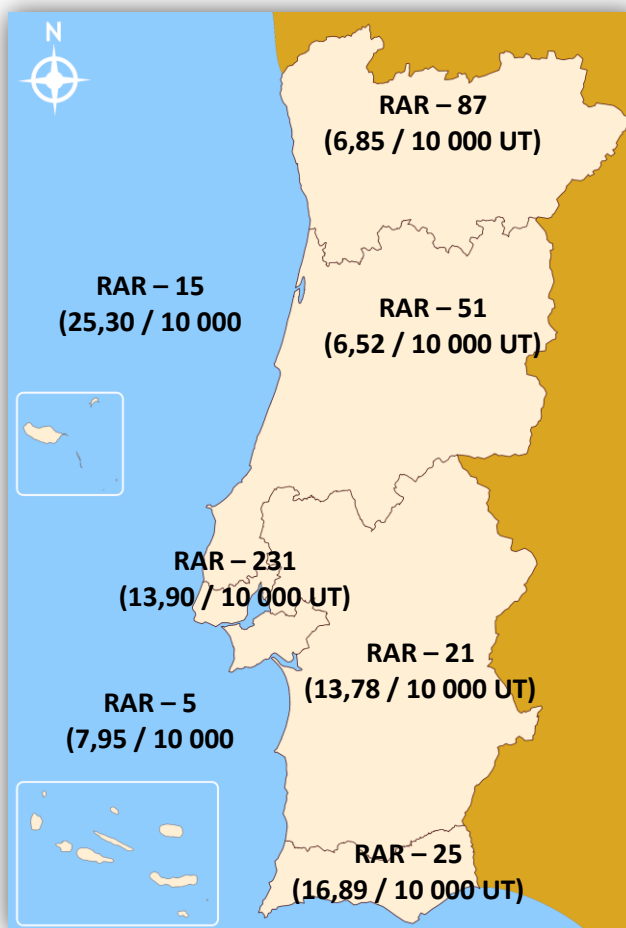 N
RAR – 87
(6,85 / 10 000 UT)
RAR – 15
(25,30 / 10 000
RAR – 51
(6,52 / 10 000 UT)
RAR – 231
(13,90 / 10 000 UT)
RAR – 21
(13,78 / 10 000 UT)
RAR – 5
(7,95 / 10 000
RAR – 25
(16,89 / 10 000 UT)